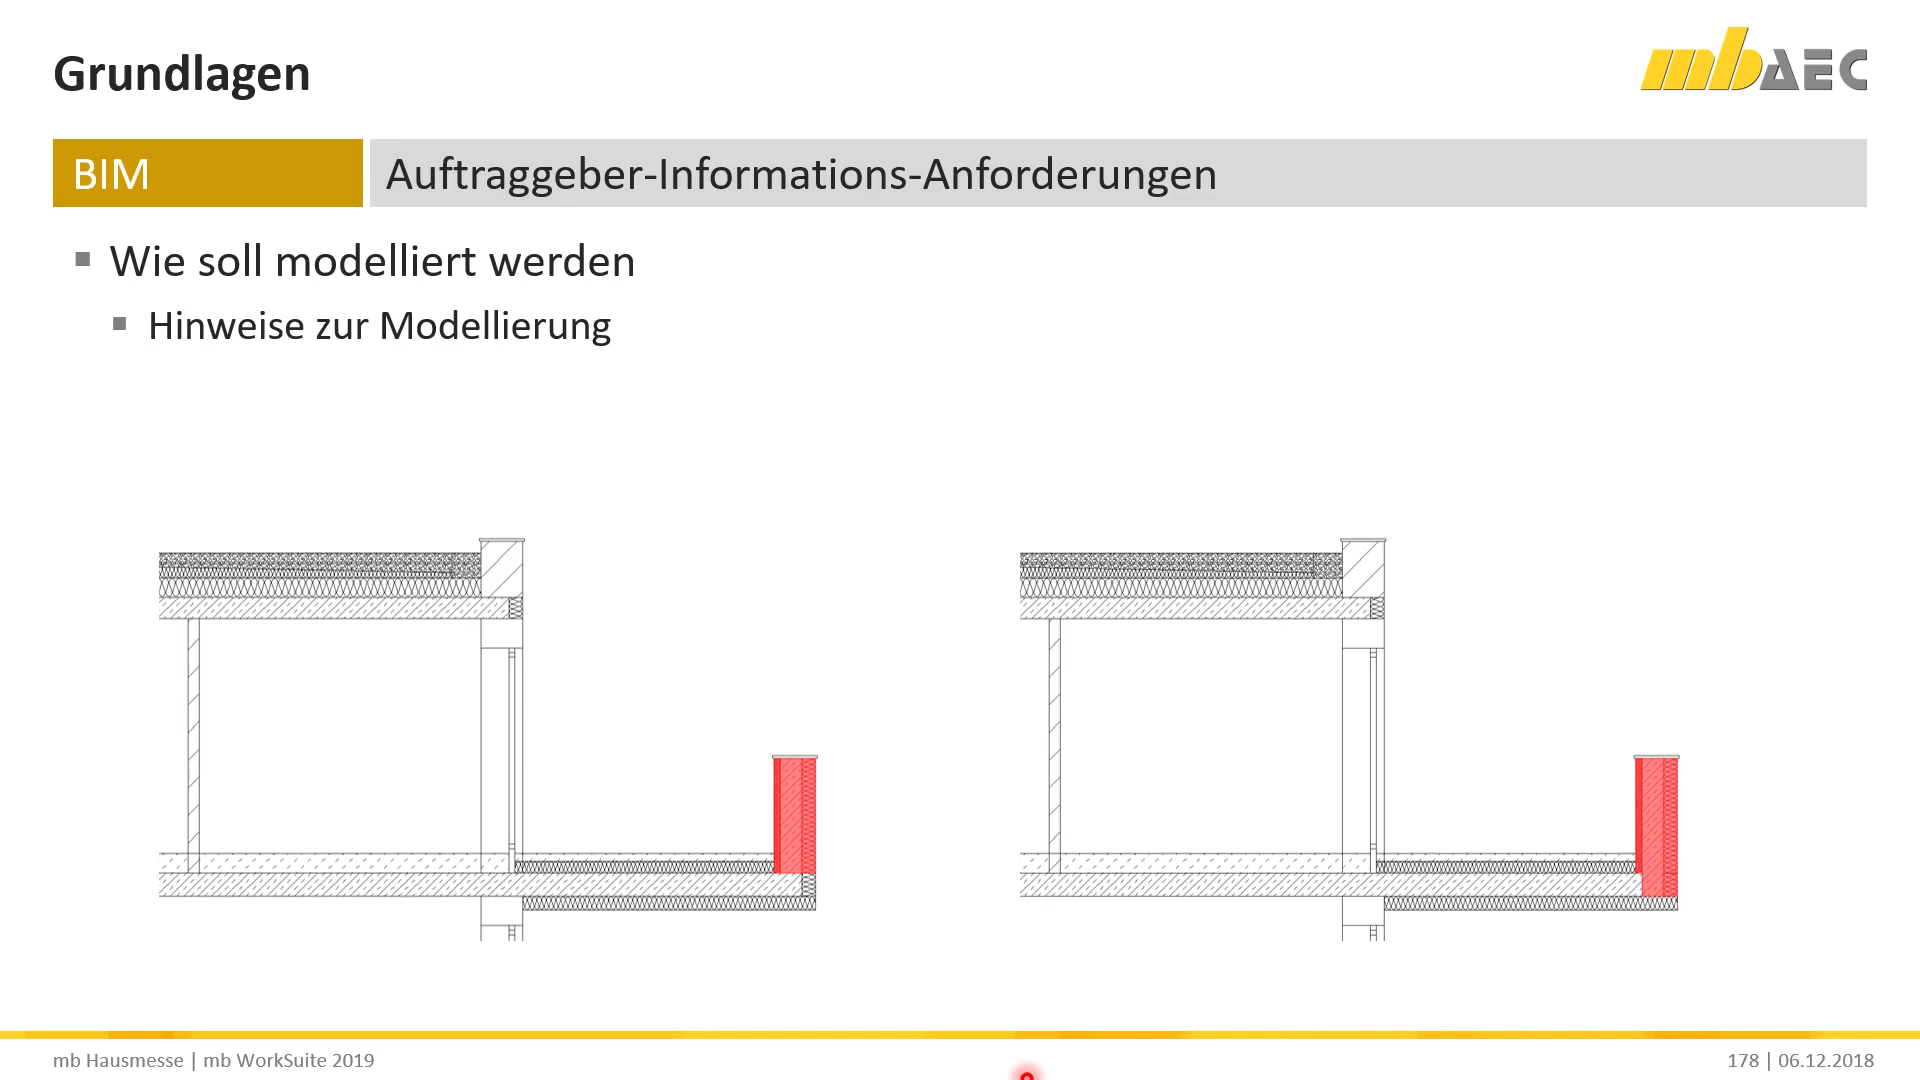 Grundlagen
mbAEC
BIM
Auftraggeber-Informations-Anforderungen
Wie soll modelliert werden
Hinweise zur Modellierung
mb Hausmesse | mb WorkSuite 2019
178 | 06.12.2018